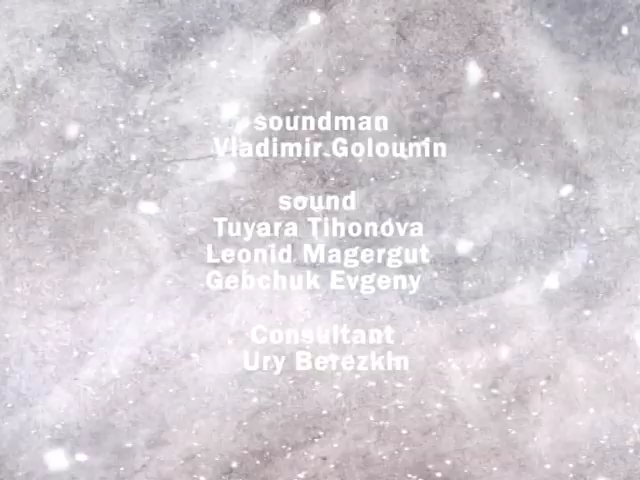 soundman
Vladimir Golounin
sound
Tuyara Tihonova
Leonid Magergut
Gebchuk Evgeny
Consultant
Ury Berezkin